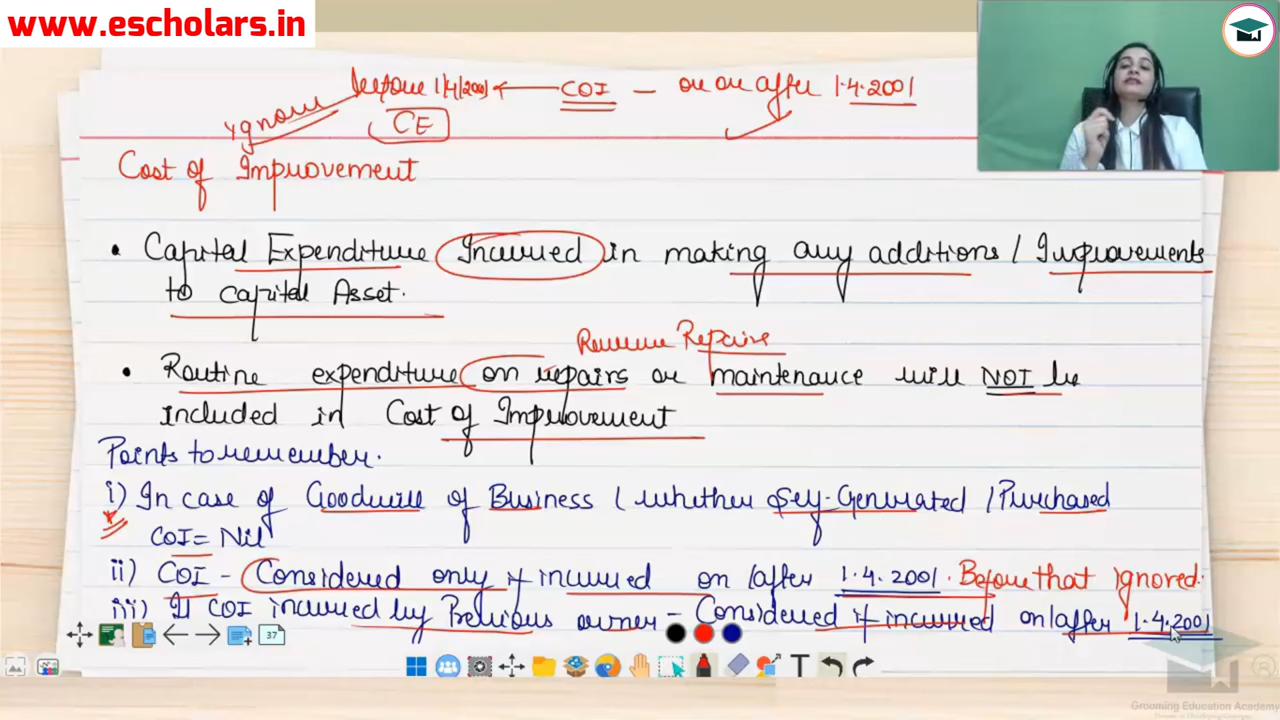 www.escholars.in
before 1/4/2001 ← COI – on or after 1.4.2001
ignore
CE
Cost of Improvement
• Capital Expenditure Incurred in making any additions / Improvements
to capital Asset.
Revenue Repairs
• Routine expenditure on repairs or maintenance will NOT be
included in Cost of Improvement
Points to remember.
i) In case of Goodwill of Business (whether Self-Generated / Purchased
COI = Nil
ii) COI – Considered only if incurred on/after 1.4.2001. Before that ignored.
iii) If COI incurred by Previous owner – Considered if incurred on/after 1.4.2001
37
T
Grooming Education Academy